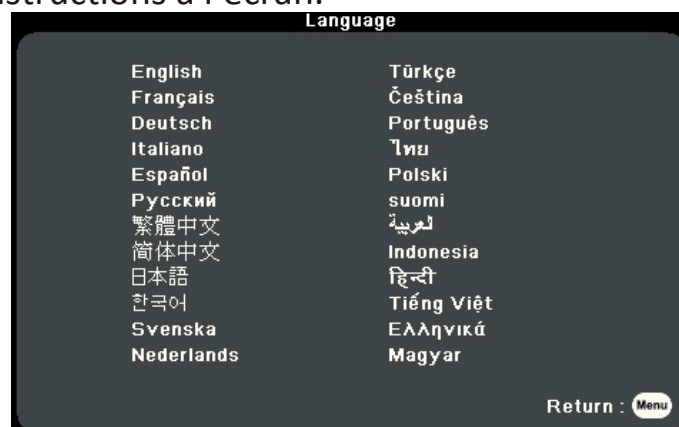 nstructions à l'écran.
Language
English
Français
Deutsch
Italiano
Español
Русский
繁體中文
简体中文
日本語
한국어
Svenska
Nederlands
Türkçe
Čeština
Português
ไทย
Polski
suomi
العربية
Indonesia
हिन्दी
Tiếng Việt
Ελληνικά
Magyar
Return : Menu